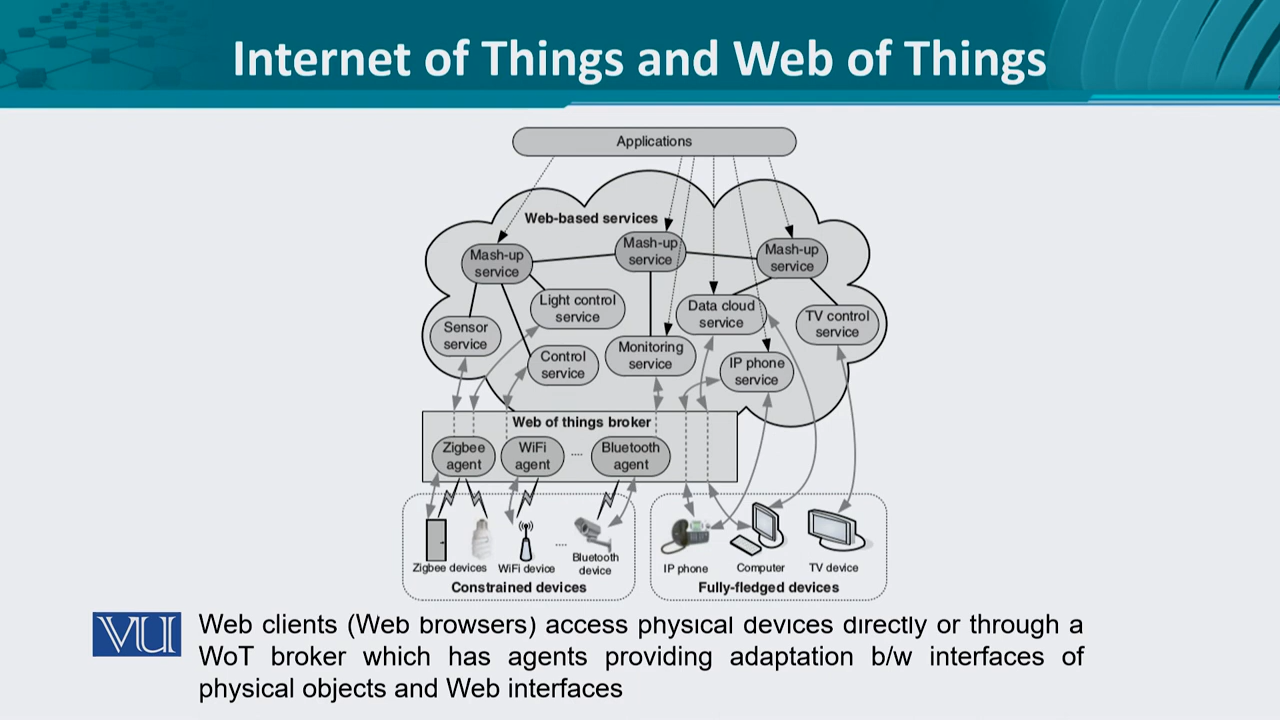 Internet of Things and Web of Things
Applications
Web-based services
Mash-up
service
Mash-up
service
Mash-up
service
Light control
service
Data cloud
service
TV control
service
Sensor
service
Control
service
Monitoring
service
IP phone
service
Web of things broker
Zigbee
agent
WiFi
agent
....
Bluetooth
agent
Zigbee devices
WiFi device
....
Bluetooth
device
IP phone
Computer
TV device
Constrained devices
Fully-fledged devices
VU
Web clients (Web browsers) access physical devices directly or through a
WoT broker which has agents providing adaptation b/w interfaces of
physical objects and Web interfaces